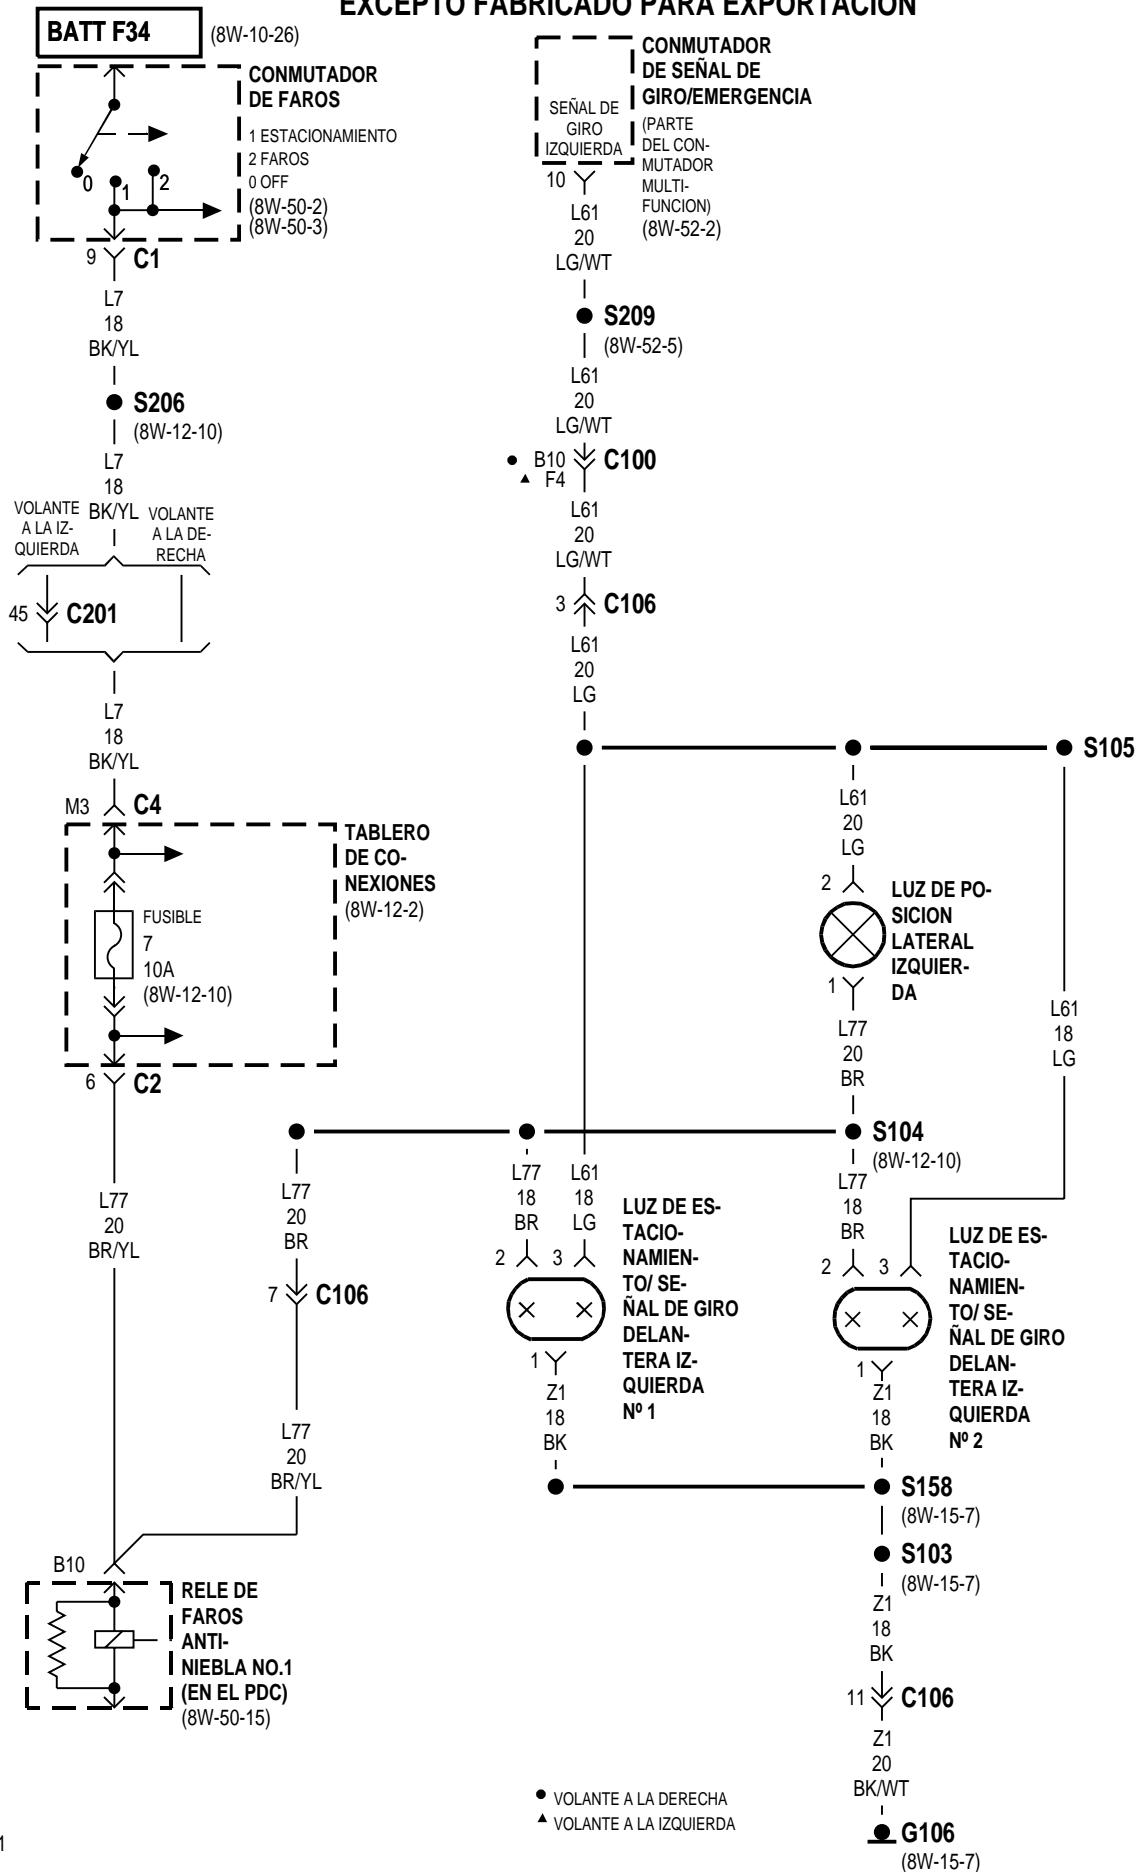 EXCEPTO FABRICADO PARA EXPORTACION
BATT F34
(8W-10-26)
CONMUTADOR
DE FAROS
1 ESTACIONAMIENTO
2 FAROS
0 OFF
(8W-50-2)
(8W-50-3)
0
1
2
9
C1
L7
18
BK/YL
S206
(8W-12-10)
L7
18
BK/YL
VOLANTE
A LA IZ-
QUIERDA
VOLANTE
A LA DE-
RECHA
45
C201
L7
18
BK/YL
M3
C4
TABLERO
DE CO-
NEXIONES
(8W-12-2)
FUSIBLE
7
10A
(8W-12-10)
6
C2
L77
20
BR/YL
L77
20
BR
7
C106
L77
20
BR/YL
B10
RELE DE
FAROS
ANTI-
NIEBLA NO.1
(EN EL PDC)
(8W-50-15)
CONMUTADOR
DE SEÑAL DE
GIRO/EMERGENCIA
(PARTE
DEL CON-
MUTADOR
MULTI-
FUNCION)
(8W-52-2)
SEÑAL DE
GIRO
IZQUIERDA
10
L61
20
LG/WT
S209
(8W-52-5)
L61
20
LG/WT
● B10
▲ F4
C100
L61
20
LG/WT
3
C106
L61
20
LG
S105
L61
20
LG
2
LUZ DE PO-
SICION
LATERAL
IZQUIER-
DA
1
L77
20
BR
L61
18
LG
S104
(8W-12-10)
L77
18
BR
L61
18
LG
2
3
LUZ DE ES-
TACIO-
NAMIEN-
TO/ SE-
ÑAL DE GIRO
DELAN-
TERA IZ-
QUIERDA
Nº 1
1
Z1
18
BK
L77
18
BR
2
3
LUZ DE ES-
TACIO-
NAMIEN-
TO/ SE-
ÑAL DE GIRO
DELAN-
TERA IZ-
QUIERDA
Nº 2
1
Z1
18
BK
S158
(8W-15-7)
S103
(8W-15-7)
Z1
18
BK
11
C106
Z1
20
BK/WT
G106
(8W-15-7)
● VOLANTE A LA DERECHA
▲ VOLANTE A LA IZQUIERDA
1